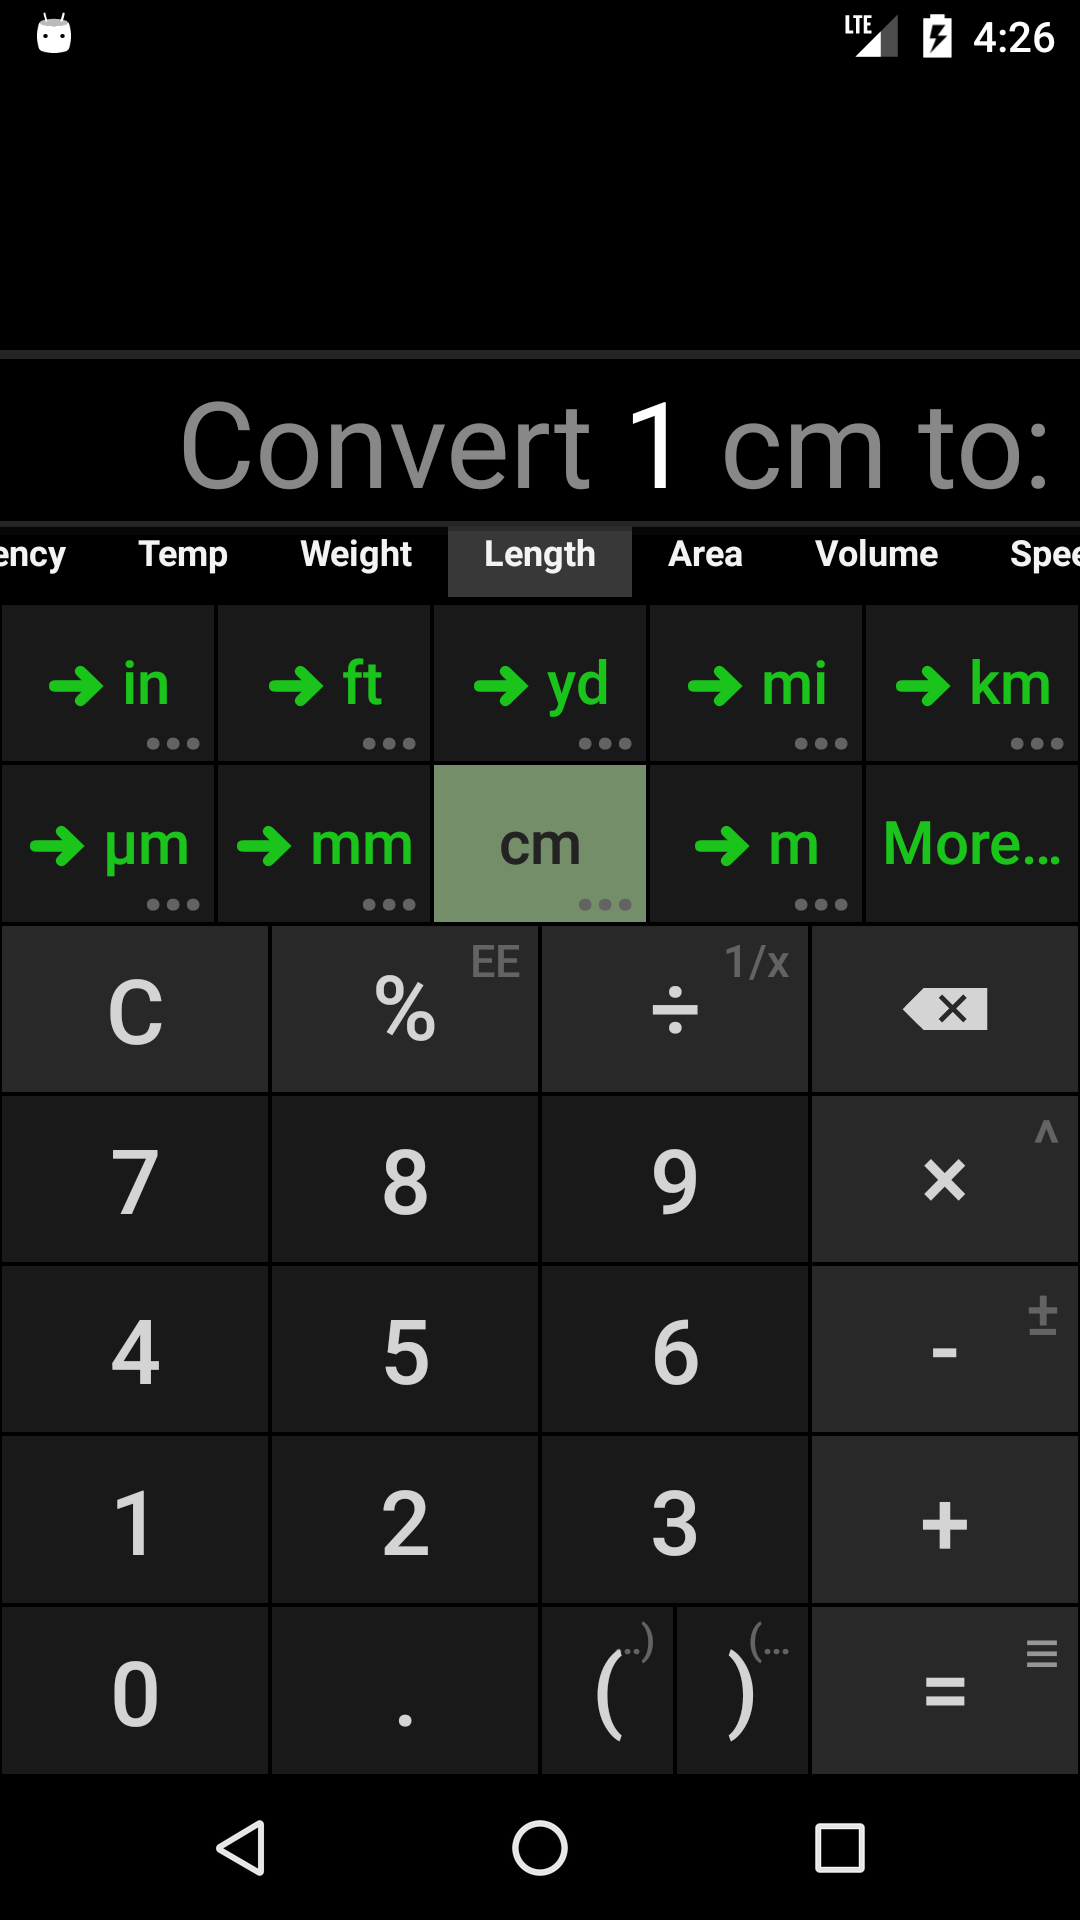 LTE 4:26
Convert 1 cm to:
ency Temp Weight Length Area Volume Spee
in ft yd mi km
µm mm cm m More...
C % EE ÷ 1/x
7 8 9 × ^
4 5 6 - ±
1 2 3 +
0 . ( ..) ) (... =